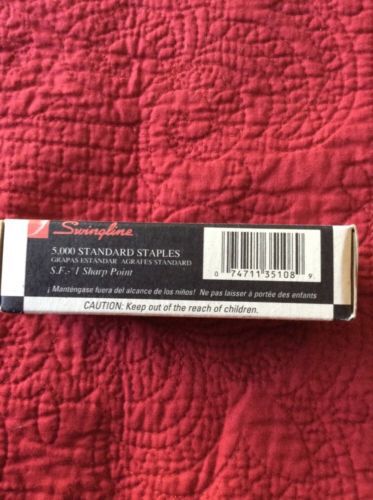 Swingline
5,000 STANDARD STAPLES
GRAPAS ESTÁNDAR AGRAFES STANDARD
S.F.® 1 Sharp Point
0 74711 35108 9
¡ Manténgase fuera del alcance de los niños! Ne pas laisser à portée des enfants
CAUTION: Keep out of the reach of children.